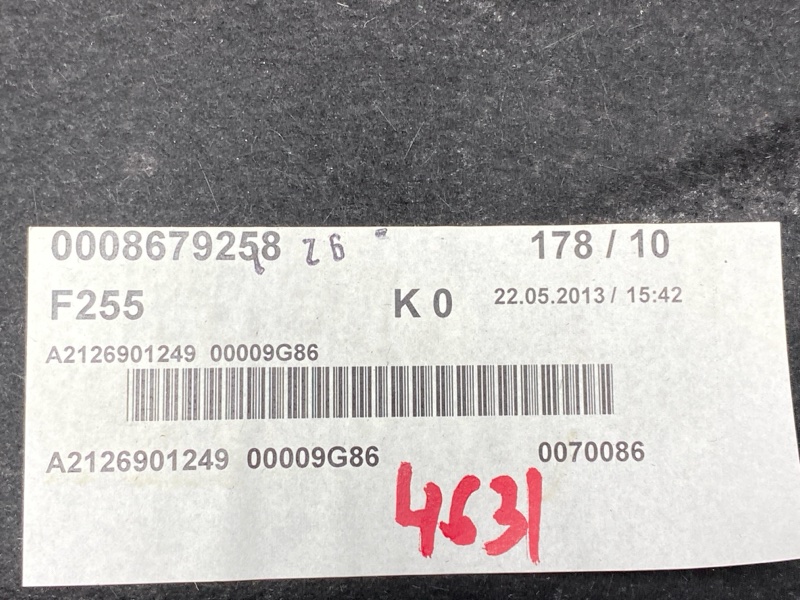 0008679258 26 178 / 10
F255 K 0 22.05.2013 / 15:42
A2126901249 00009G86
A2126901249 00009G86 0070086
4631